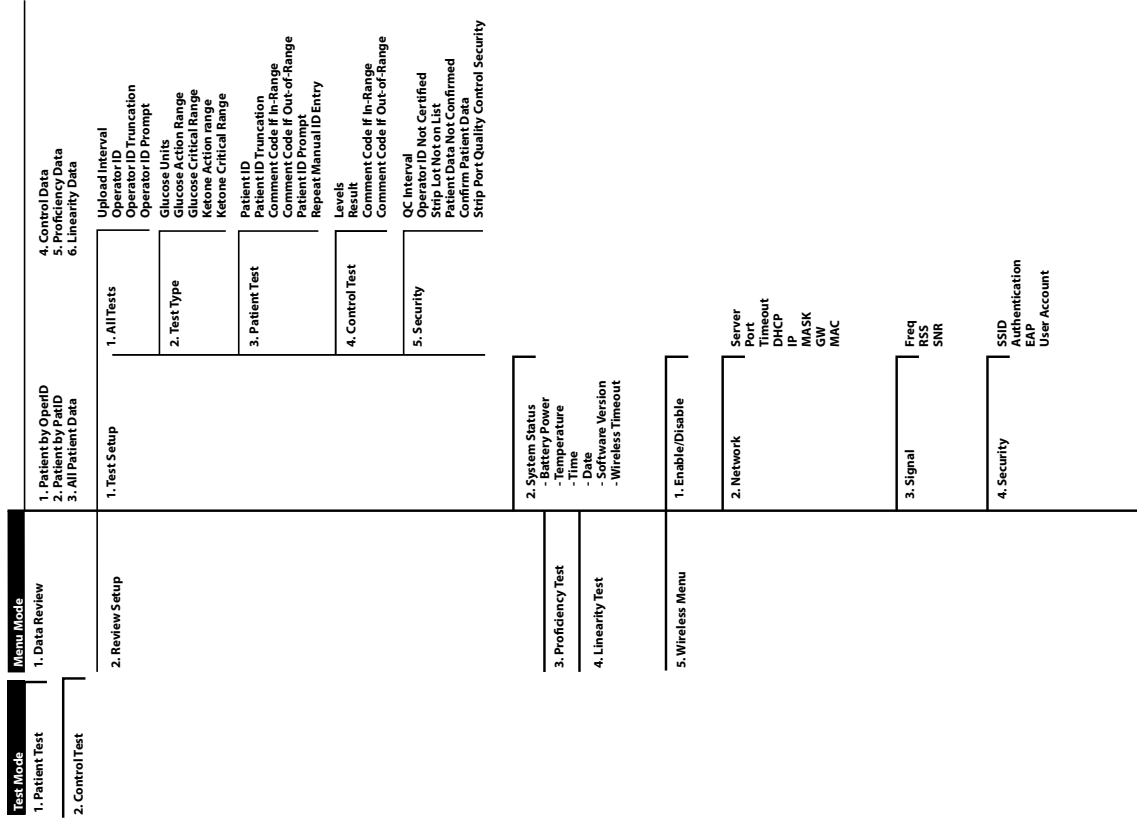 Test Mode
1. Patient Test
2. Control Test
Menu Mode
1. Data Review
1. Patient by OperID
2. Patient by PatID
3. All Patient Data
4. Control Data
5. Proficiency Data
6. Linearity Data
2. Review Setup
1. Test Setup
1. All Tests
Upload Interval
Operator ID
Operator ID Truncation
Operator ID Prompt
2. Test Type
Glucose Units
Glucose Action Range
Glucose Critical Range
Ketone Action range
Ketone Critical Range
3. Patient Test
Patient ID
Patient ID Truncation
Comment Code If In-Range
Comment Code If Out-of-Range
Patient ID Prompt
Repeat Manual ID Entry
4. Control Test
Levels
Result
Comment Code If In-Range
Comment Code If Out-of-Range
5. Security
QC Interval
Operator ID Not Certified
Strip Lot Not on List
Patient Data Not Confirmed
Confirm Patient Data
Strip Port Quality Control Security
2. System Status
- Battery Power
- Temperature
- Time
- Date
- Software Version
- Wireless Timeout
3. Proficiency Test
4. Linearity Test
5. Wireless Menu
1. Enable/Disable
2. Network
Server
Port
Timeout
DHCP
IP
MASK
GW
MAC
3. Signal
Freq
RSS
SNR
4. Security
SSID
Authentication
EAP
User Account